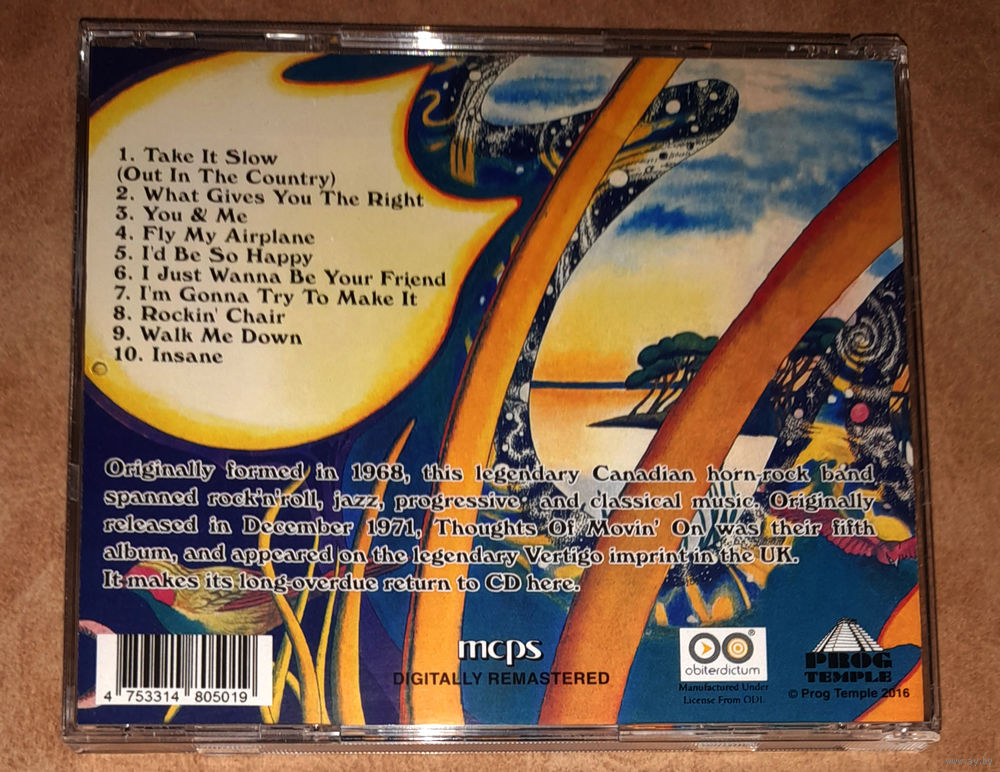 1. Take It Slow
(Out In The Country)
2. What Gives You The Right
3. You & Me
4. Fly My Airplane
5. I'd Be So Happy
6. I Just Wanna Be Your Friend
7. I'm Gonna Try To Make It
8. Rockin' Chair
9. Walk Me Down
10. Insane
Originally formed in 1968, this legendary Canadian horn-rock band
spanned rock'n'roll, jazz, progressive and classical music. Originally
released in December 1971, Thoughts Of Movin' On was their fifth
album, and appeared on the legendary Vertigo imprint in the UK.
It makes its long-overdue return to CD here.
4 753314 805019
mcps
DIGITALLY REMASTERED
obiterdictum
Manufactured Under
License From ODL
PROG
TEMPLE
© Prog Temple 2016
www.ay.by